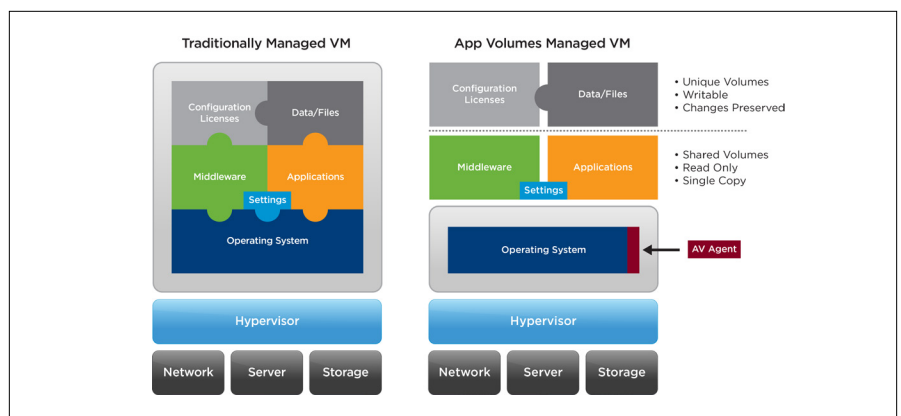 Traditionally Managed VM
Configuration
Licenses
Data/Files
Middleware
Applications
Settings
Operating System
Hypervisor
Network
Server
Storage
App Volumes Managed VM
Configuration
Licenses
Data/Files
• Unique Volumes
• Writable
• Changes Preserved
Middleware
Applications
Settings
• Shared Volumes
• Read Only
• Single Copy
Operating System
AV Agent
Hypervisor
Network
Server
Storage